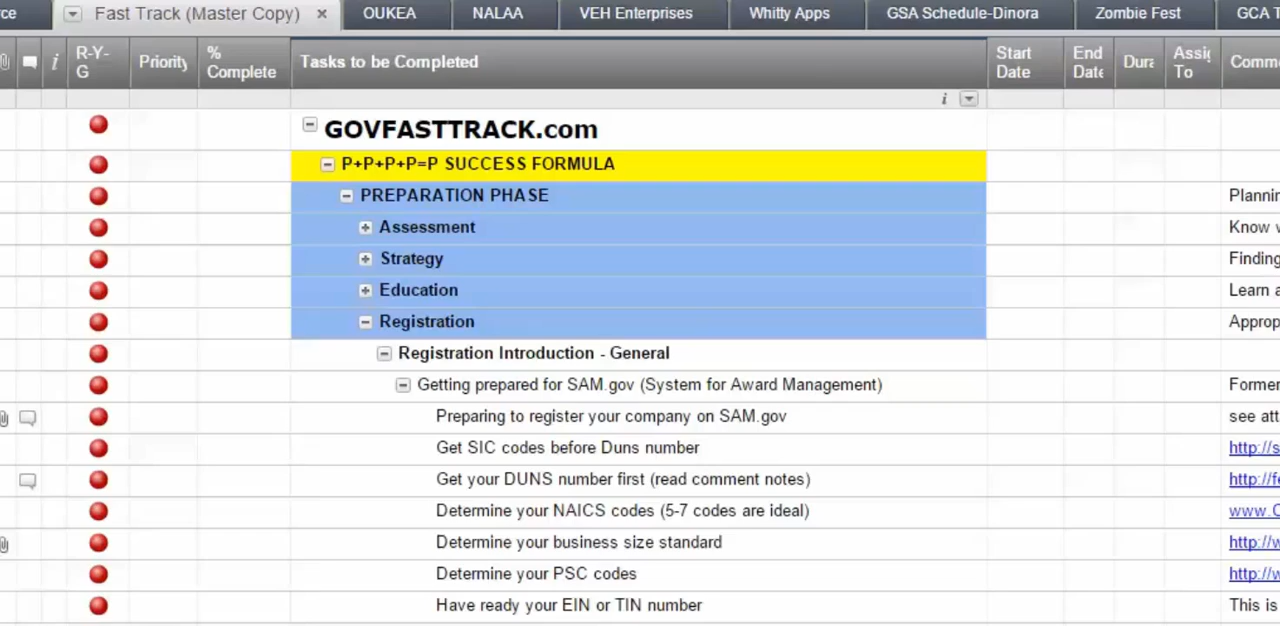 rce Fast Track (Master Copy) × OUKEA NALAA VEH Enterprises Whitty Apps GSA Schedule-Dinora Zombie Fest GCA T
i R-Y-G Priority % Complete Tasks to be Completed Start Date End Date Dura Assig To Comme
i
GOVFASTTRACK.com
P+P+P+P=P SUCCESS FORMULA
PREPARATION PHASE Plannin
Assessment Know w
Strategy Finding
Education Learn a
Registration Approp
Registration Introduction - General
Getting prepared for SAM.gov (System for Award Management) Former
Preparing to register your company on SAM.gov see att
Get SIC codes before Duns number http://s
Get your DUNS number first (read comment notes) http://fe
Determine your NAICS codes (5-7 codes are ideal) www.C
Determine your business size standard http://w
Determine your PSC codes http://w
Have ready your EIN or TIN number This is